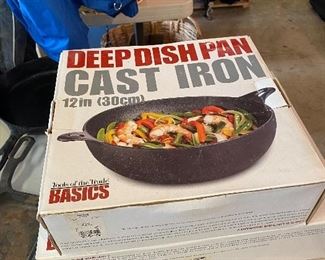 DEEP DISH PAN
CAST IRON
12in (30cm)
Tools of the Trade
BASICS